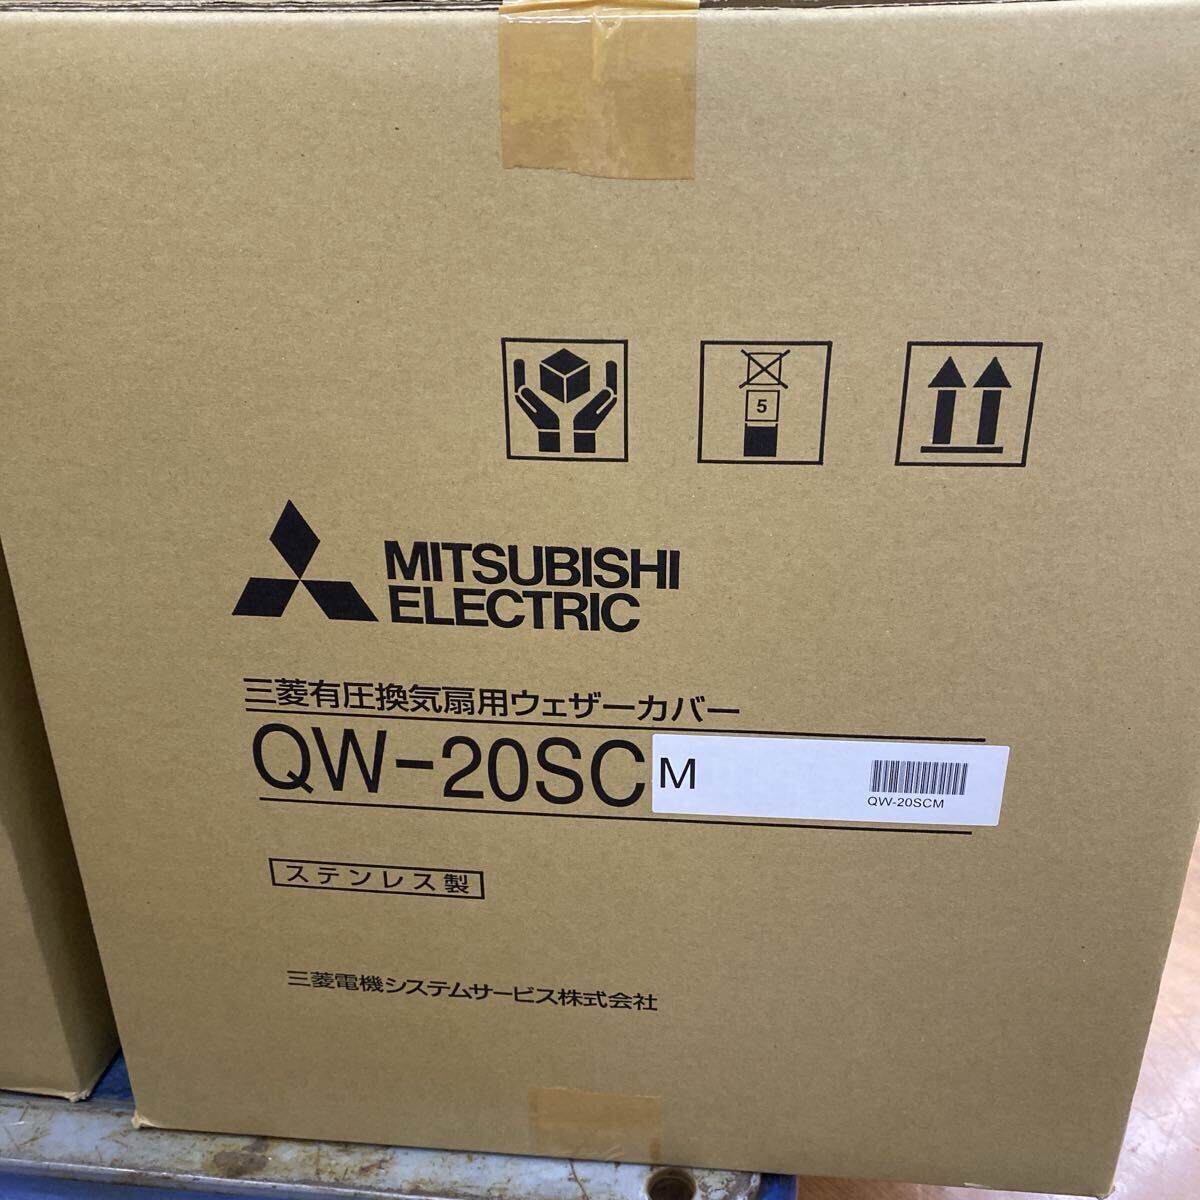 5
MITSUBISHI
ELECTRIC
三菱有圧換気扇用ウェザーカバー
QW-20SCM
QW-20SCM
ステンレス製
三菱電機システムサービス株式会社